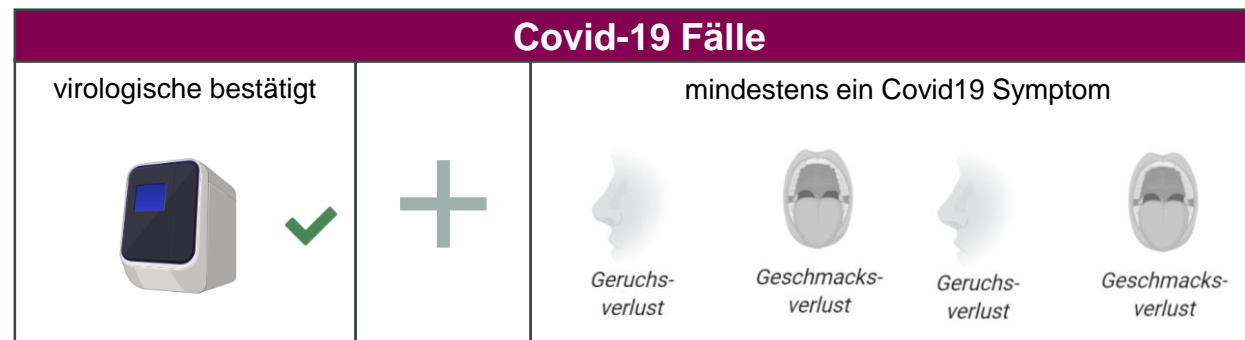 Covid-19 Fälle
virologische bestätigt
mindestens ein Covid19 Symptom
Geruchs-
verlust
Geschmacks-
verlust
Geruchs-
verlust
Geschmacks-
verlust